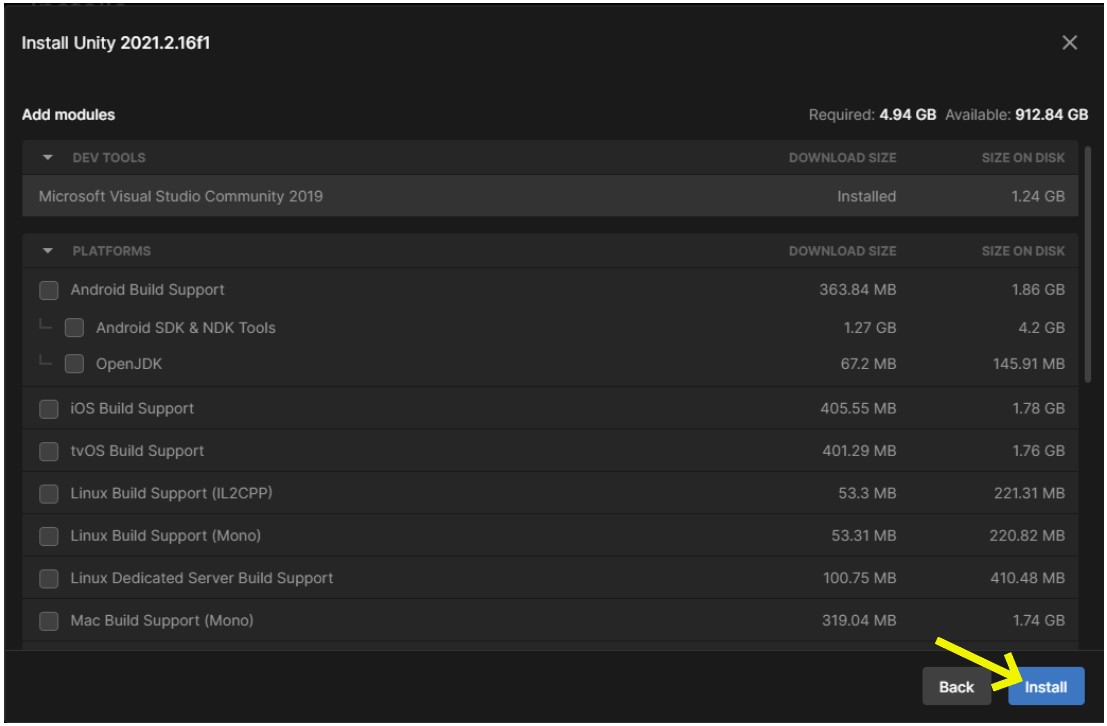 Install Unity 2021.2.16f1
Add modules Required: 4.94 GB Available: 912.84 GB
DEV TOOLS DOWNLOAD SIZE SIZE ON DISK
Microsoft Visual Studio Community 2019 Installed 1.24 GB
PLATFORMS DOWNLOAD SIZE SIZE ON DISK
Android Build Support 363.84 MB 1.86 GB
Android SDK & NDK Tools 1.27 GB 4.2 GB
OpenJDK 67.2 MB 145.91 MB
iOS Build Support 405.55 MB 1.78 GB
tvOS Build Support 401.29 MB 1.76 GB
Linux Build Support (IL2CPP) 53.3 MB 221.31 MB
Linux Build Support (Mono) 53.31 MB 220.82 MB
Linux Dedicated Server Build Support 100.75 MB 410.48 MB
Mac Build Support (Mono) 319.04 MB 1.74 GB
Back Install